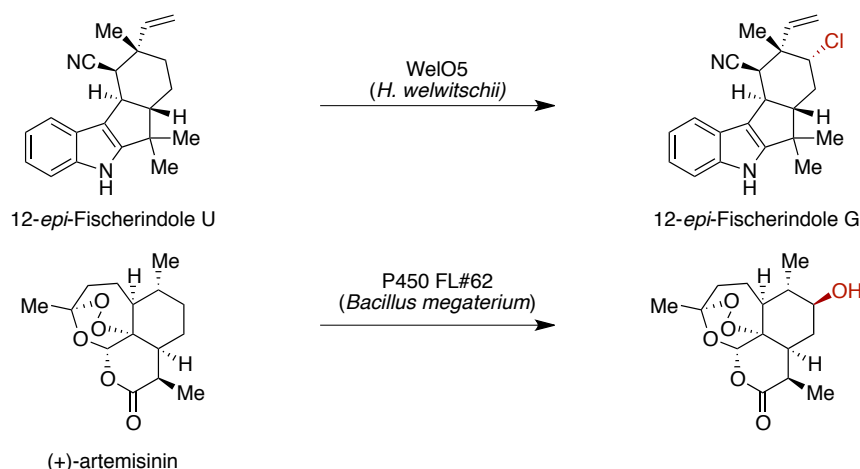 Me
NC
H
H
Me
Me
N
H
12-epi-Fischerindole U
WelO5
(H. welwitschii)
Me
Cl
NC
H
H
Me
Me
N
H
12-epi-Fischerindole G
Me
H
Me
O
O
O
H
O
Me
O
(+)-artemisinin
P450 FL#62
(Bacillus megaterium)
Me
OH
H
Me
O
O
O
H
O
Me
O